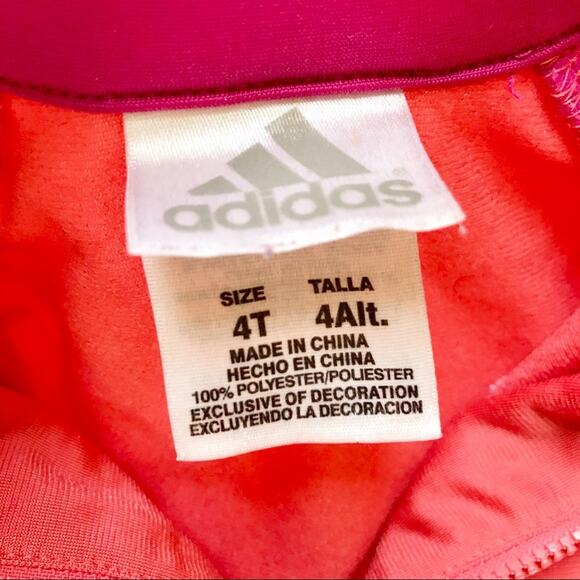 adidas
SIZE TALLA
4T 4Alt.
MADE IN CHINA
HECHO EN CHINA
100% POLYESTER/POLIESTER
EXCLUSIVE OF DECORATION
EXCLUYENDO LA DECORACION